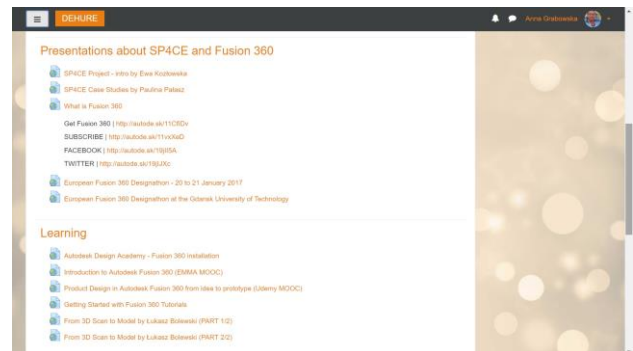 DEHURE
Anna Grabowska
Presentations about SP4CE and Fusion 360
SP4CE Project - intro by Ewa Kozłowska
SP4CE Case Studies by Paulina Pałasz
What is Fusion 360
Get Fusion 360 | http://autode.sk/11C6Dv
SUBSCRIBE | http://autode.sk/11vxXeD
FACEBOOK | http://autode.sk/
TWITTER | http://autode.sk/
European Fusion 360 Designathon - 20 to 21 January 2017
European Fusion 360 Designathon at the Gdansk University of Technology
Learning
Autodesk Design Academy - Fusion 360 installation
Introduction to Autodesk Fusion 360 (EMMA MOOC)
Product Design in Autodesk Fusion 360 from idea to prototype (Udemy MOOC)
Getting Started with Fusion 360 Tutorials
From 3D Scan to Model by Łukasz Bolewski (PART 1/2)
From 3D Scan to Model by Łukasz Bolewski (PART 2/2)